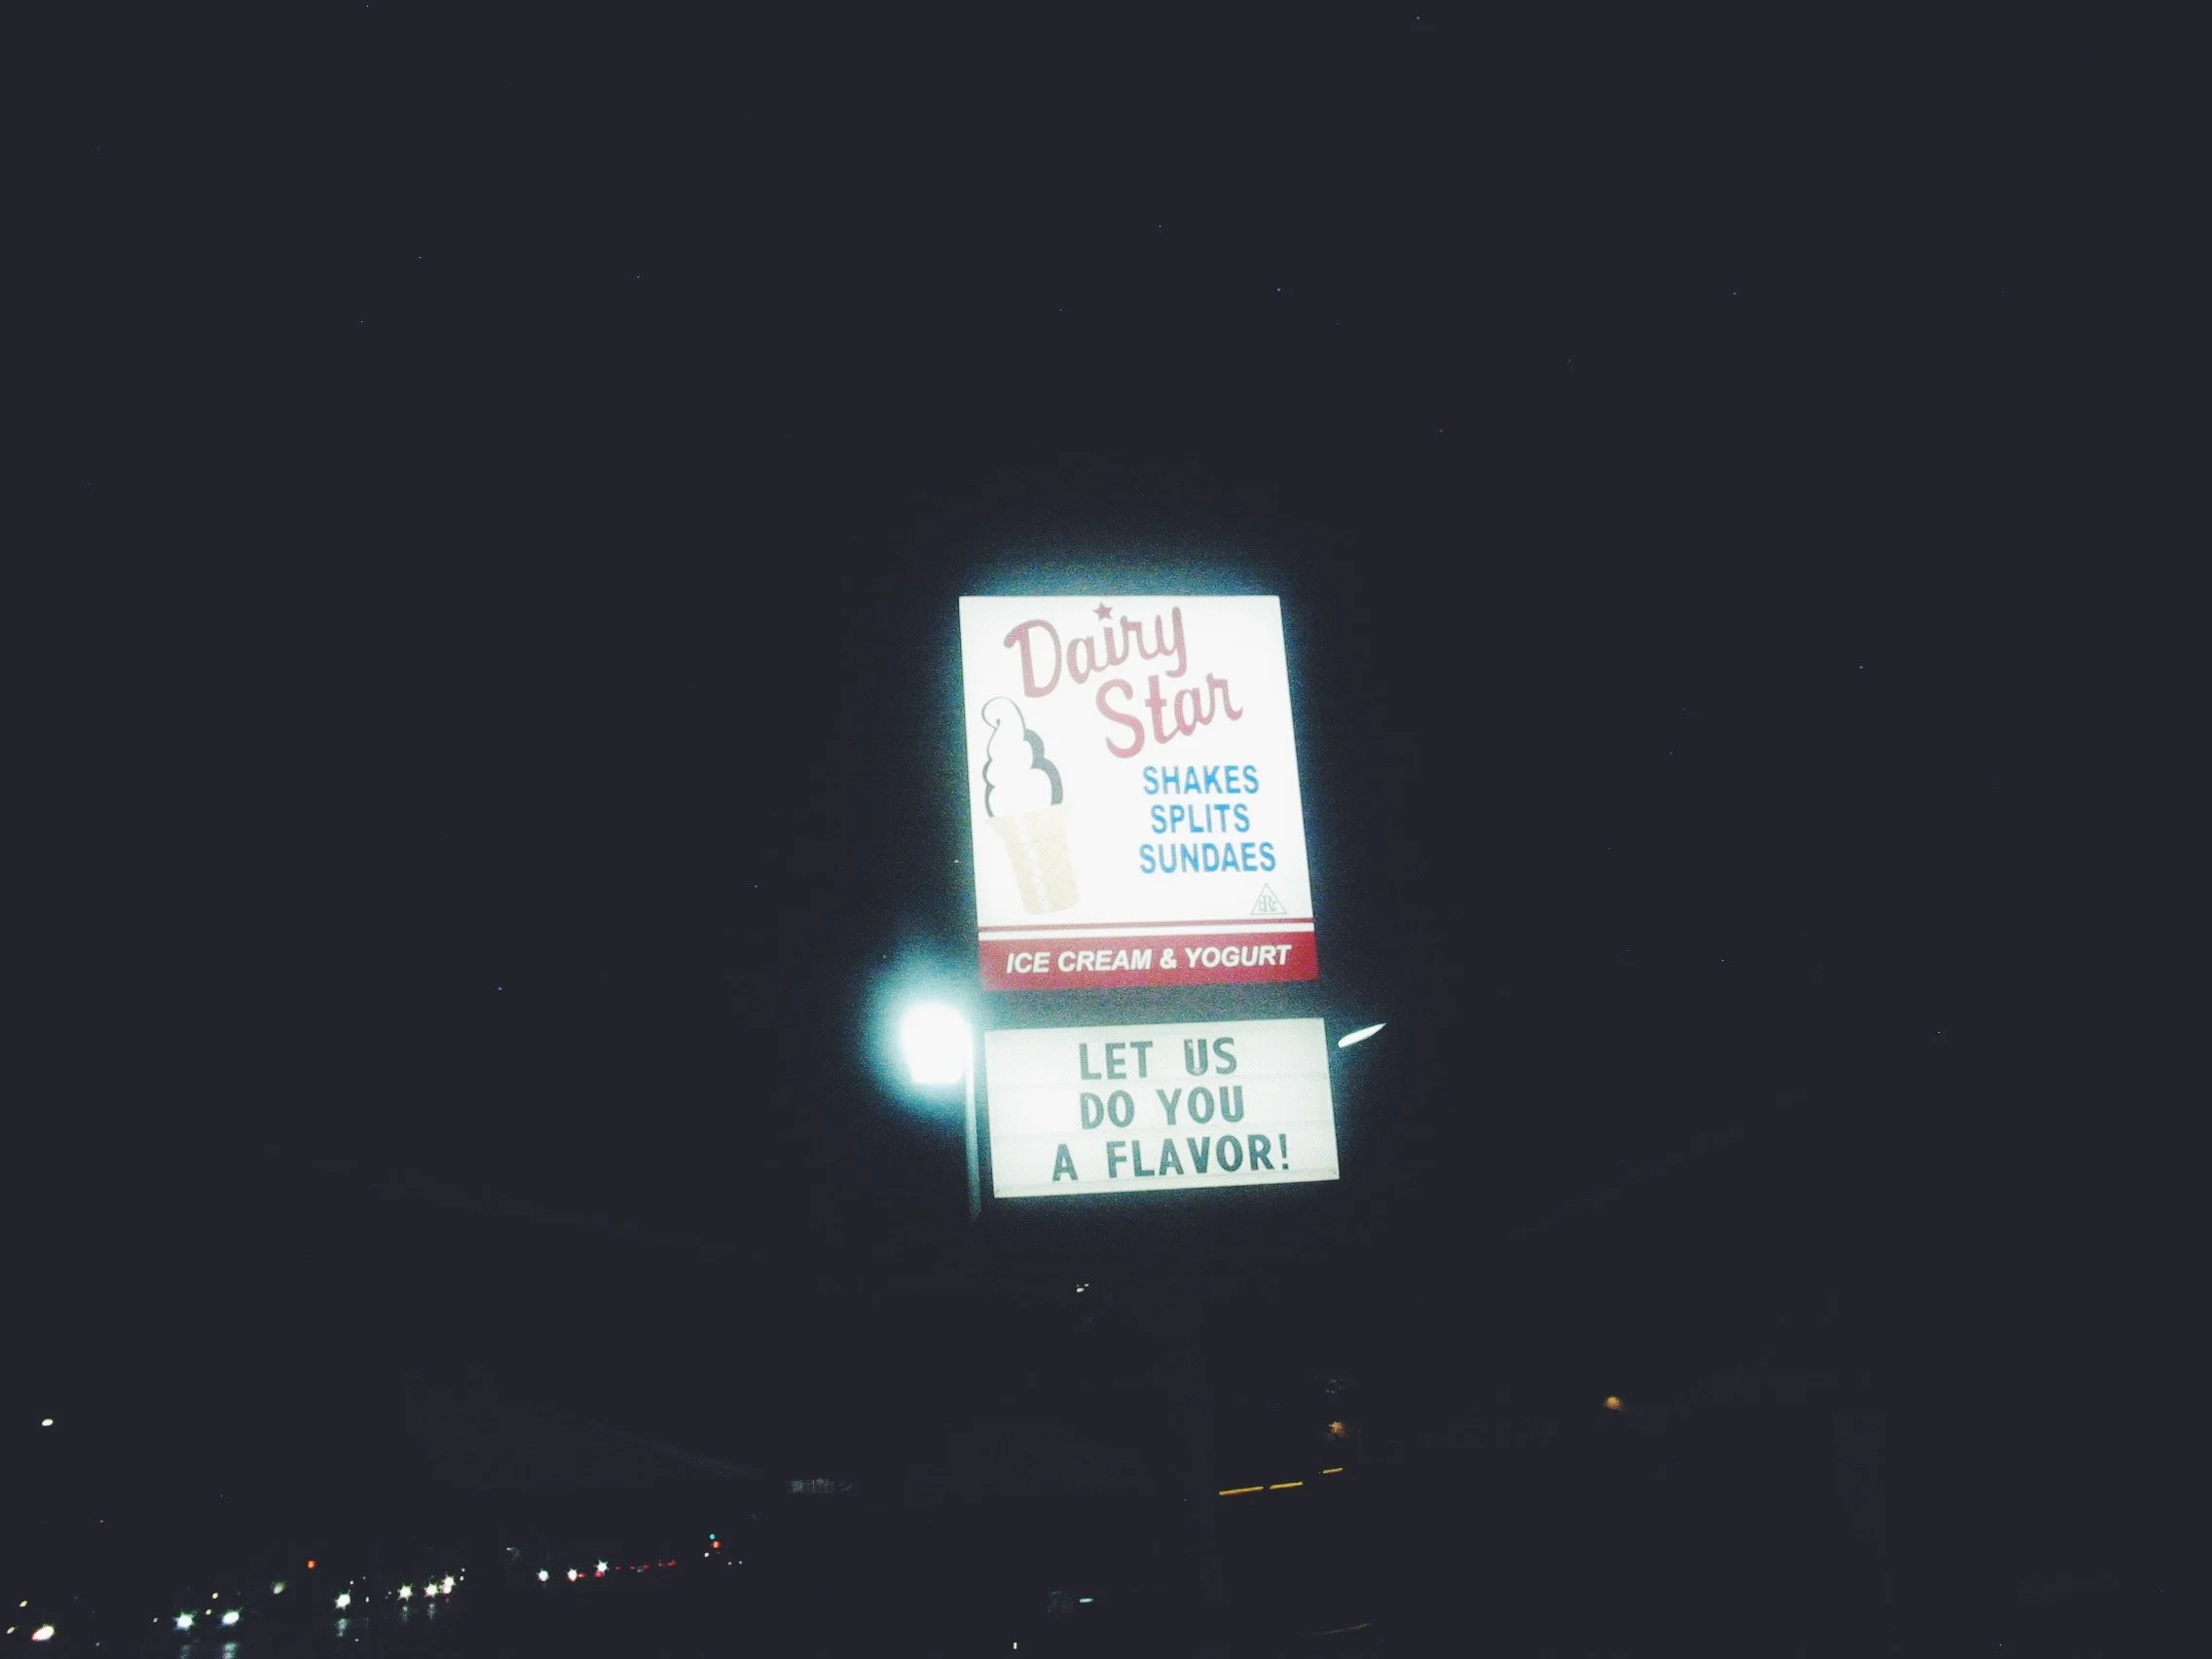 Dairy
Star
SHAKES
SPLITS
SUNDAES
ICE CREAM & YOGURT
LET US
DO YOU
A FLAVOR!